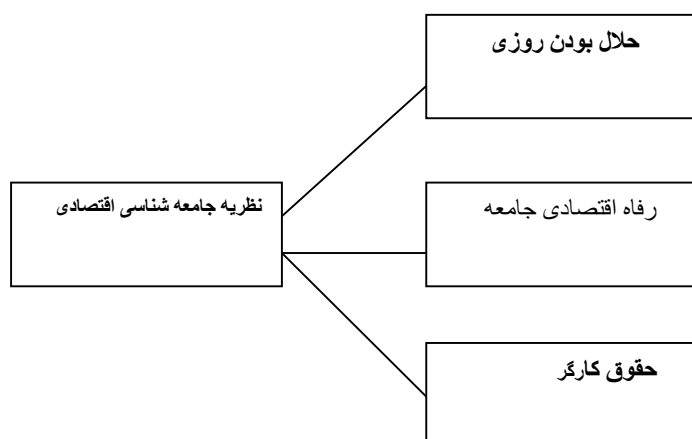 حلال بودن روزی
نظریه جامعه شناسی اقتصادی
رفاه اقتصادی جامعه
حقوق کارگر